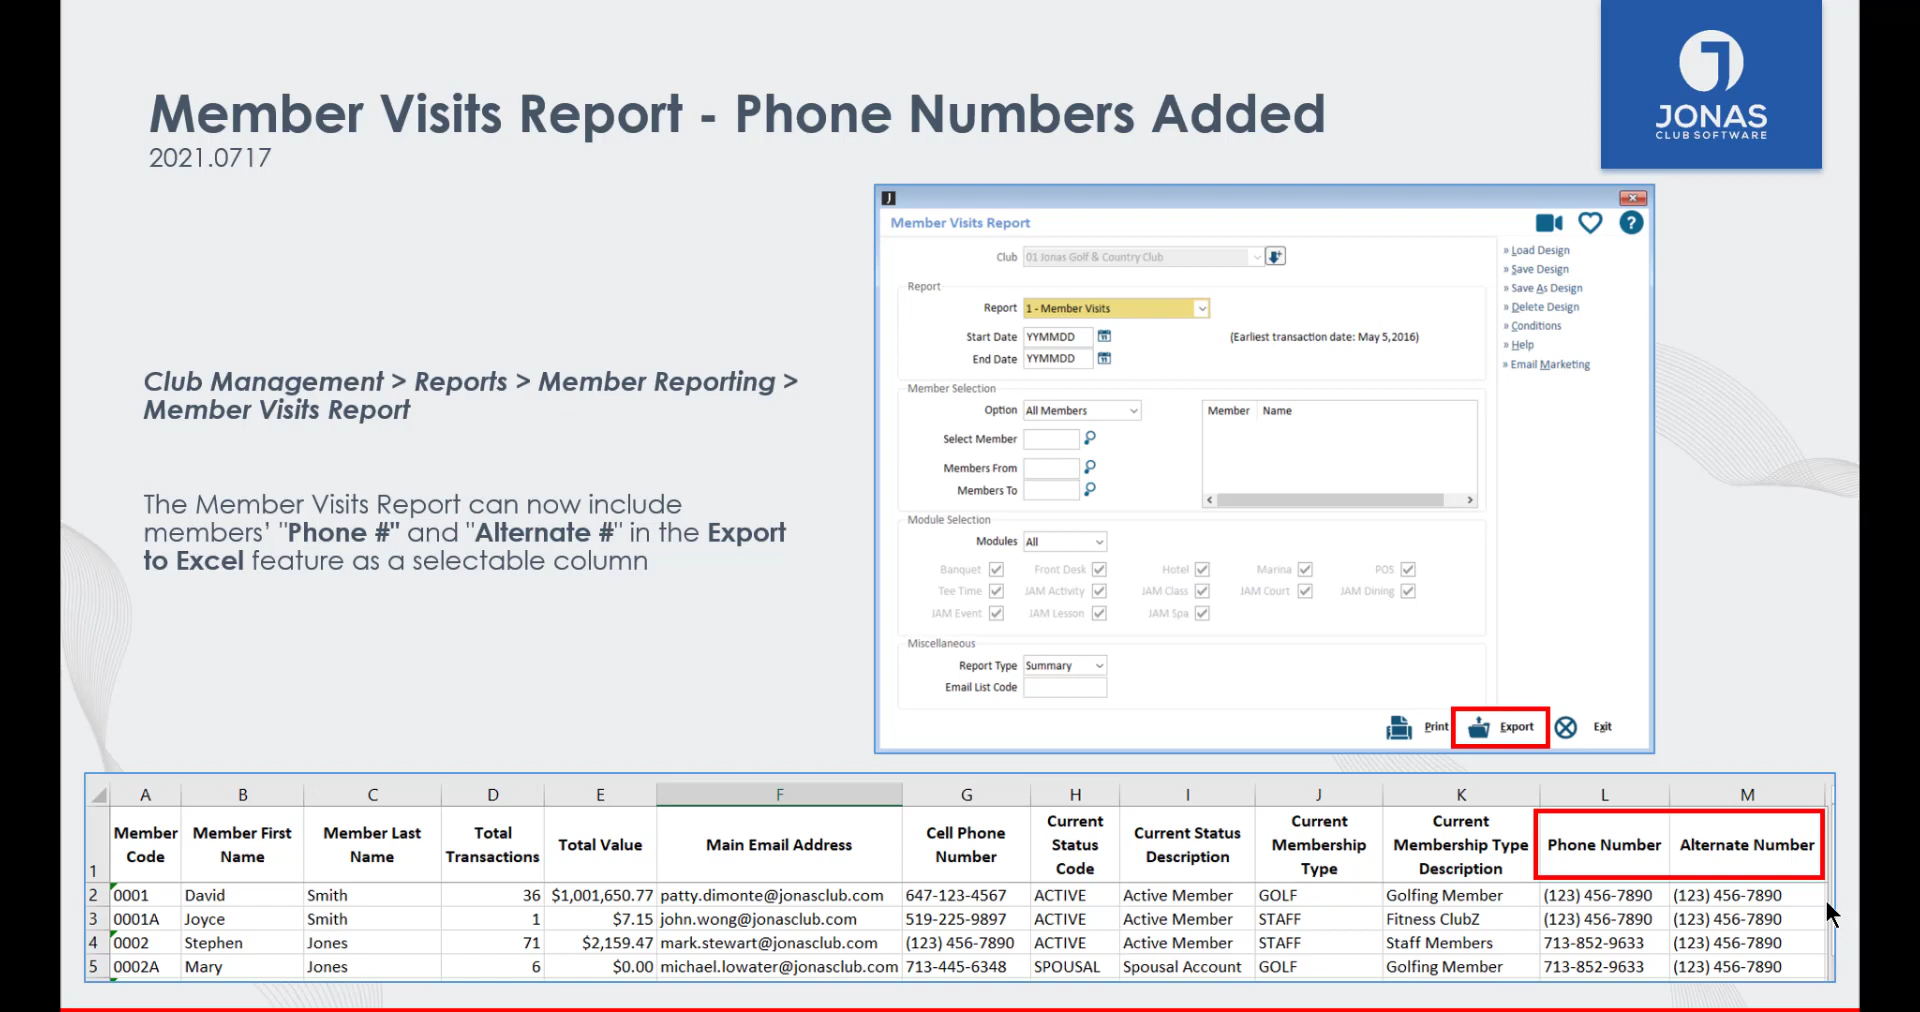 Member Visits Report - Phone Numbers Added
2021.0717
JONAS
CLUB SOFTWARE
Club Management > Reports > Member Reporting >
Member Visits Report
The Member Visits Report can now include
members’ "Phone #" and "Alternate #" in the Export
to Excel feature as a selectable column
J
Member Visits Report
?
Club 01 Jonas Golf & Country Club
Report
Report 1 - Member Visits
Start Date YYMMDD (Earliest transaction date: May 5,2016)
End Date YYMMDD
Member Selection
Option All Members
Member Name
Select Member
Members From
Members To
Module Selection
Modules All
Banquet Front Desk Hotel Marina POS
Tee Time JAM Activity JAM Class JAM Court JAM Dining
JAM Event JAM Lesson JAM Spa
Miscellaneous
Report Type Summary
Email List Code
» Load Design
» Save Design
» Save As Design
» Delete Design
» Conditions
» Help
» Email Marketing
Print Export Exit
A B C D E F G H I J K L M
1 Member Code Member First Name Member Last Name Total Transactions Total Value Main Email Address Cell Phone Number Current Status Code Current Status Description Current Membership Type Current Membership Type Description Phone Number Alternate Number
2 0001 David Smith 36 $1,001,650.77 patty.dimonte@jonasclub.com 647-123-4567 ACTIVE Active Member GOLF Golfing Member (123) 456-7890 (123) 456-7890
3 0001A Joyce Smith 1 $7.15 john.wong@jonasclub.com 519-225-9897 ACTIVE Active Member STAFF Fitness ClubZ (123) 456-7890 (123) 456-7890
4 0002 Stephen Jones 71 $2,159.47 mark.stewart@jonasclub.com (123) 456-7890 ACTIVE Active Member STAFF Staff Members 713-852-9633 (123) 456-7890
5 0002A Mary Jones 6 $0.00 michael.lowater@jonasclub.com 713-445-6348 SPOUSAL Spousal Account GOLF Golfing Member 713-852-9633 (123) 456-7890